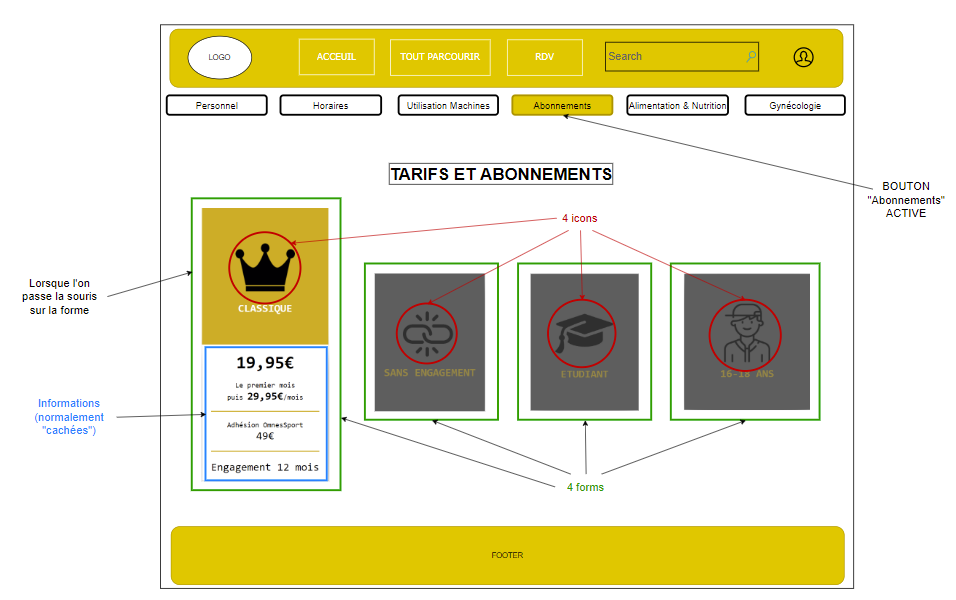 LOGO
ACCEUIL
TOUT PARCOURIR
RDV
Search
Personnel
Horaires
Utilisation Machines
Abonnements
Alimentation & Nutrition
Gynécologie
TARIFS ET ABONNEMENTS
BOUTON
"Abonnements"
ACTIVE
4 icons
Lorsque l'on
passe la souris
sur la forme
CLASSIQUE
SANS ENGAGEMENT
ETUDIANT
16-18 ANS
19,95€
Le premier mois
puis 29,95€/mois
Informations
(normalement
"cachées")
Adhésion OmnesSport
49€
Engagement 12 mois
4 forms
FOOTER